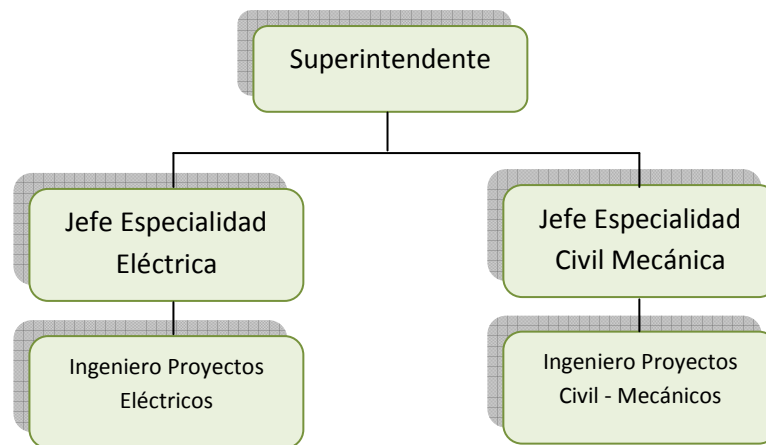 Superintendente
Jefe Especialidad
Eléctrica
Jefe Especialidad
Civil Mecánica
Ingeniero Proyectos
Eléctricos
Ingeniero Proyectos
Civil - Mecánicos